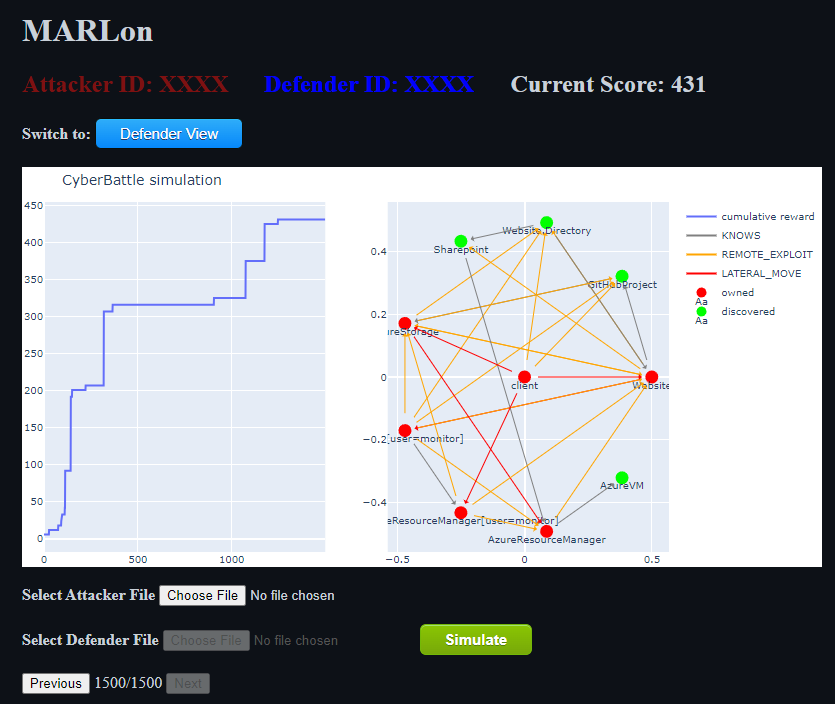 MARLon
Attacker ID: XXXX Defender ID: XXXX Current Score: 431
Switch to: Defender View
CyberBattle simulation
450
400
350
300
250
200
150
100
50
0
0 500 1000
0.4
0.2
0
−0.2
−0.4
−0.5 0 0.5
Website.Directory
Sharepoint
GitHubProject
ureStorage
client
Website
[user=monitor]
AzureVM
eResourceManager[user=monitor]
AzureResourceManager
cumulative reward
KNOWS
REMOTE_EXPLOIT
LATERAL_MOVE
owned
Aa
discovered
Aa
Select Attacker File Choose File No file chosen
Select Defender File Choose File No file chosen Simulate
Previous 1500/1500 Next